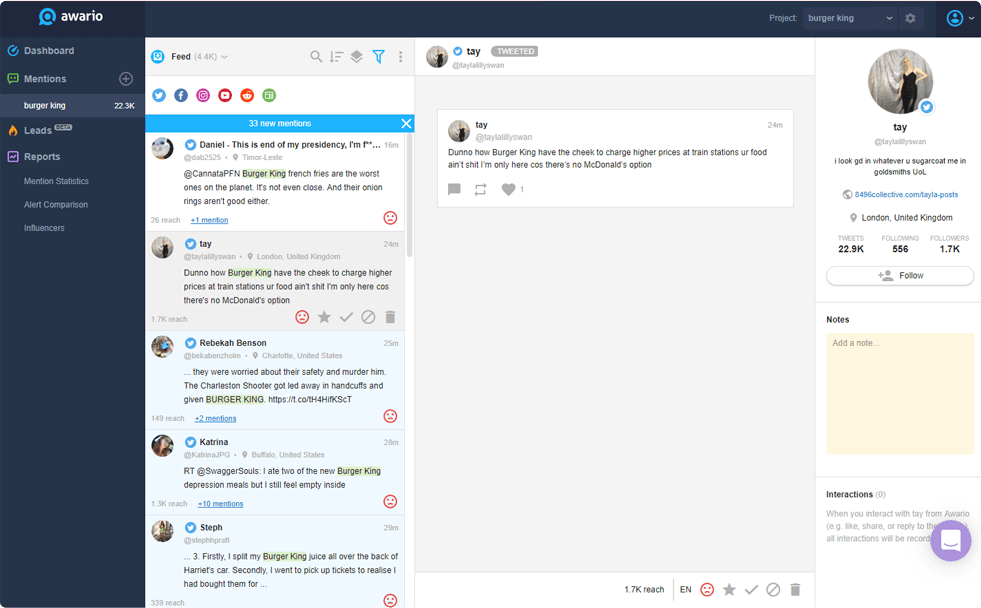 awario
Project:
burger king
Dashboard
Mentions
burger king
22.3K
Leads BETA
Reports
Mention Statistics
Alert Comparison
Influencers
Feed (4.4K)
33 new mentions
Daniel - This is end of my presidency, I'm f**...
16m
@dab2525 • Timor-Leste
@CannataPFN Burger King french fries are the worst
ones on the planet. It's not even close. And their onion
rings aren't good either.
26 reach
+1 mention
tay
24m
@taylalillyswan • London, United Kingdom
Dunno how Burger King have the cheek to charge higher
prices at train stations ur food ain't shit I'm only here cos
there's no McDonald's option
1.7K reach
Rebekah Benson
25m
@bekabenzholm • Charlotte, United States
... they were worried about their safety and murder him.
The Charleston Shooter got led away in handcuffs and
given BURGER KING. https://t.co/tH4HifKScT
149 reach
+2 mentions
Katrina
28m
@KatrinaJPG • Buffalo, United States
RT @SwaggerSouls: I ate two of the new Burger King
depression meals but I still feel empty inside
1.3K reach
+10 mentions
Steph
29m
@stephhpratt
... 3. Firstly, I split my Burger King juice all over the back of
Harriet's car. Secondly, I went to pick up tickets to realise I
had bought them for ...
339 reach
tay TWEETED
@taylalillyswan
tay
24m
@taylalillyswan
Dunno how Burger King have the cheek to charge higher prices at train stations ur food
ain't shit I'm only here cos there's no McDonald's option
1
1.7K reach
EN
tay
@taylalillyswan
i look gd in whatever u sugarcoat me in
goldsmiths UoL
8496collective.com/tayla-posts
London, United Kingdom
TWEETS
FOLLOWING
FOLLOWERS
22.9K
556
1.7K
Follow
Notes
Add a note...
Interactions (0)
When you interact with tay from Awario
(e.g. like, share, or reply to the
all interactions will be record